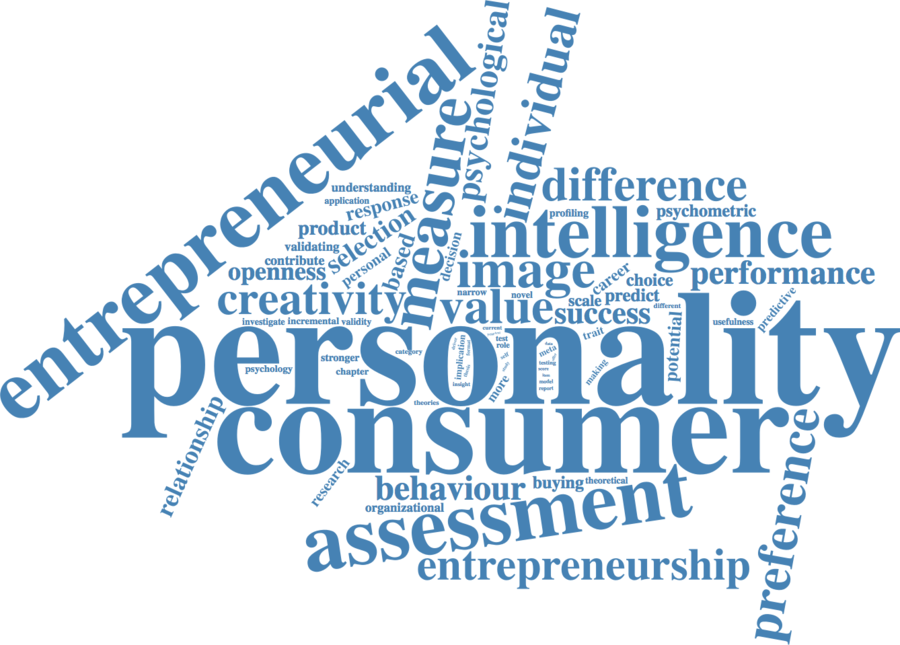 entrepreneurial
psychological
individual
measure
understanding
application
response
difference
profiling
psychometric
product
selection
intelligence
validating
based
decision
contribute
personal
openness
image
career
choice
performance
creativity
narrow
novel
value
scale
predict
success
different
predictive
investigate
incremental
validity
personality
current
trait
potential
usefulness
test
role
implication
category
stronger
meta
self
psychology
chapter
testing
making
insight
more
model
report
theories
consumer
relationship
preference
research
behaviour
buying
theoretical
organizational
assessment
entrepreneurship